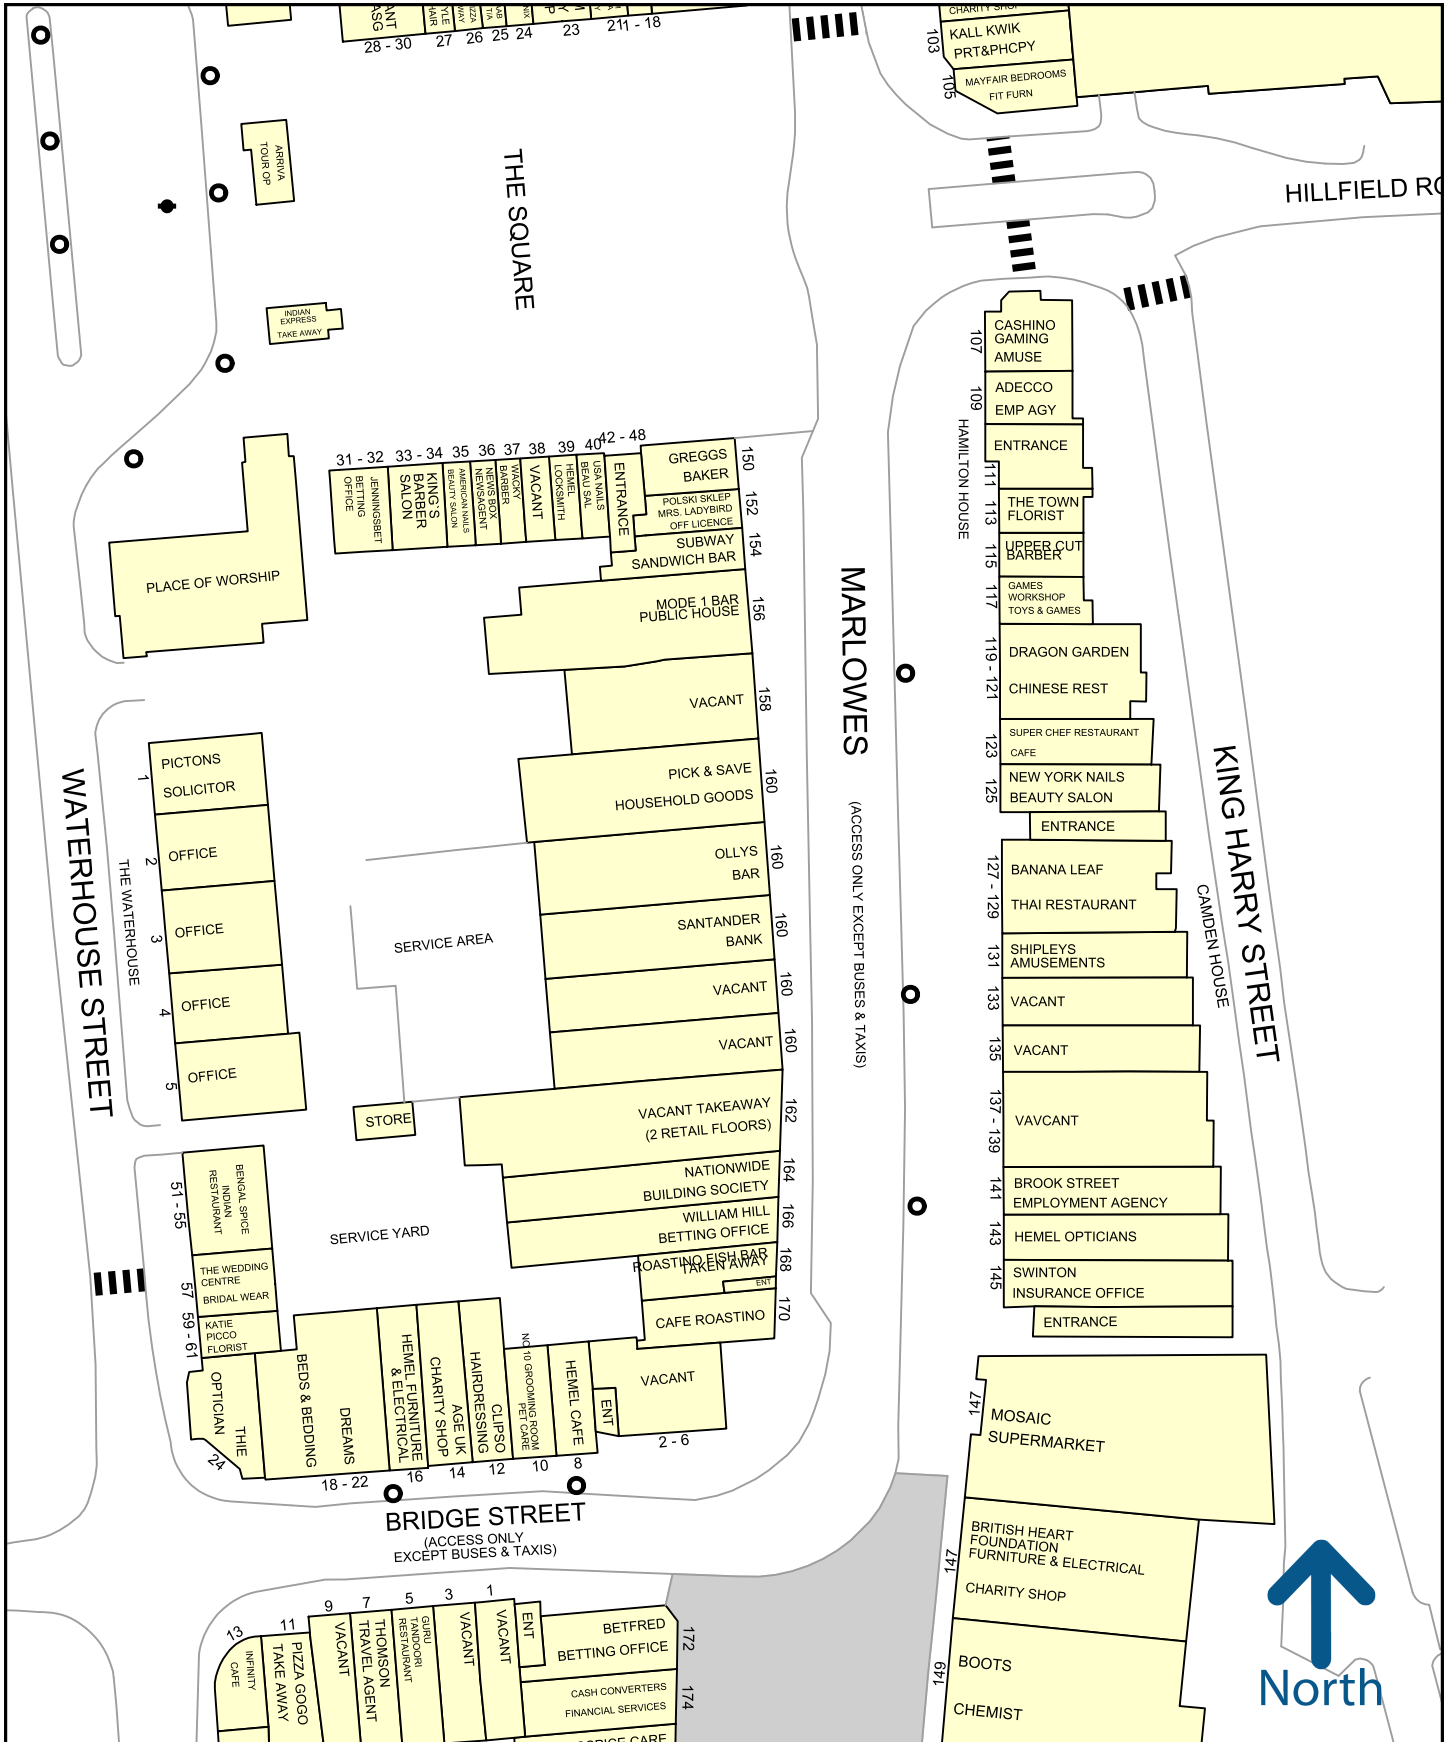 ANT
ASG
28 - 30
YLE
HAIR
27
ZZA
WAY
26
AB
TIA
25
NIX
24
23
21
1 - 18
CHARITY SHOP
103
KALL KWIK
PRT&PHCPY
105
MAYFAIR BEDROOMS
FIT FURN
ARRIVA
TOUR OP
THE SQUARE
HILLFIELD RO
INDIAN
EXPRESS
TAKE AWAY
107
CASHINO
GAMING
AMUSE
109
ADECCO
EMP AGY
HAMILTON HOUSE
ENTRANCE
111
113
THE TOWN
FLORIST
115
UPPER CUT
BARBER
117
GAMES
WORKSHOP
TOYS & GAMES
119 - 121
DRAGON GARDEN
CHINESE REST
123
SUPER CHEF RESTAURANT
CAFE
125
NEW YORK NAILS
BEAUTY SALON
ENTRANCE
127 - 129
BANANA LEAF
THAI RESTAURANT
131
SHIPLEYS
AMUSEMENTS
133
VACANT
135
VACANT
137 - 139
VAVCANT
141
BROOK STREET
EMPLOYMENT AGENCY
143
HEMEL OPTICIANS
145
SWINTON
INSURANCE OFFICE
ENTRANCE
CAMDEN HOUSE
KING HARRY STREET
147
MOSAIC
SUPERMARKET
147
BRITISH HEART
FOUNDATION
FURNITURE & ELECTRICAL
CHARITY SHOP
149
BOOTS
CHEMIST
North
31 - 32
JENNINGSBET
BETTING
OFFICE
33 - 34
KING`S
BARBER
SALON
35
AMERICAN NAILS
BEAUTY SALON
36
NEWS BOX
NEWSAGENT
37
WACKY
BARBER
38
VACANT
39
HEMEL
LOCKSMITH
40
USA NAILS
BEAU SAL
42 - 48
ENTRANCE
GREGGS
BAKER
150
POLSKI SKLEP
MRS. LADYBIRD
OFF LICENCE
152
SUBWAY
SANDWICH BAR
154
MODE 1 BAR
PUBLIC HOUSE
156
VACANT
158
PICK & SAVE
HOUSEHOLD GOODS
160
OLLYS
BAR
160
SANTANDER
BANK
160
VACANT
160
VACANT
160
VACANT TAKEAWAY
(2 RETAIL FLOORS)
162
NATIONWIDE
BUILDING SOCIETY
164
WILLIAM HILL
BETTING OFFICE
166
ROASTINO FISH BAR
TAKEN AWAY
168
ENT
CAFE ROASTINO
170
MARLOWES
(ACCESS ONLY EXCEPT BUSES & TAXIS)
PLACE OF WORSHIP
WATERHOUSE STREET
THE WATERHOUSE
1
PICTONS
SOLICITOR
2
OFFICE
3
OFFICE
4
OFFICE
5
OFFICE
SERVICE AREA
STORE
SERVICE YARD
51 - 55
BENGAL SPICE
INDIAN
RESTAURANT
57
THE WEDDING
CENTRE
BRIDAL WEAR
59 - 61
KATIE
PICCO
FLORIST
24
THIE
OPTICIAN
18 - 22
DREAMS
BEDS & BEDDING
16
HEMEL FURNITURE
& ELECTRICAL
14
AGE UK
CHARITY SHOP
12
CLIPSO
HAIRDRESSING
10
NO 10 GROOMING ROOM
PET CARE
8
HEMEL CAFE
ENT
VACANT
2 - 6
BRIDGE STREET
(ACCESS ONLY
EXCEPT BUSES & TAXIS)
13
INFINITY
CAFE
11
PIZZA GOGO
TAKE AWAY
9
VACANT
7
THOMSON
TRAVEL AGENT
5
GURU
TANDOORI
RESTAURANT
3
VACANT
1
VACANT
ENT
BETFRED
BETTING OFFICE
172
CASH CONVERTERS
FINANCIAL SERVICES
174